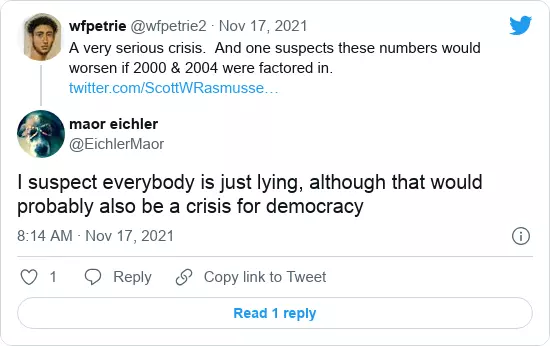 wfpetrie @wfpetrie2 · Nov 17, 2021
A very serious crisis.  And one suspects these numbers would
worsen if 2000 & 2004 were factored in.
twitter.com/ScottWRasmusse…
maor eichler
@EichlerMaor
I suspect everybody is just lying, although that would
probably also be a crisis for democracy
8:14 AM · Nov 17, 2021
1 Reply Copy link to Tweet
Read 1 reply